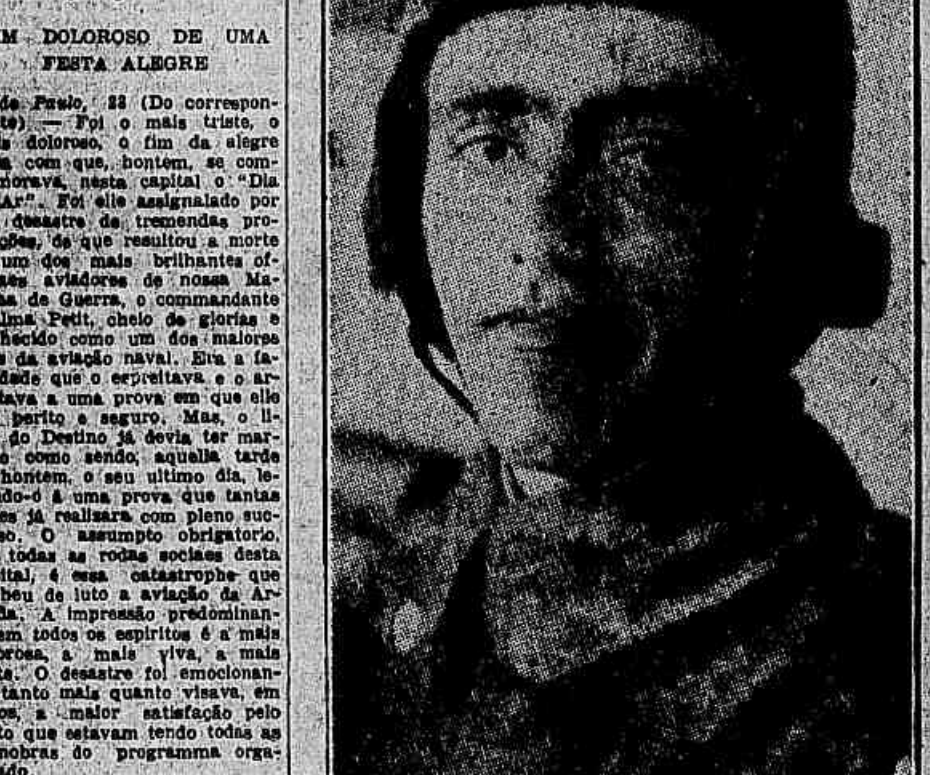 M DOLOROSO DE UMA
FESTA ALEGRE
de Paulo, 23 (Do correspon-
te) — Foi o mais triste, o
s doloroso, o fim da alegre
a com que, hontem, se com-
morava, nesta capital o "Dia
Ar". Foi elle assignalado por
desastre de tremendas pro-
ções, de que resultou a morte
um dos mais brilhantes of-
aes aviadores de nossa Ma-
ha de Guerra, o commandante
lma Petit, cheio de glorias e
hecido como um dos maiores
s da aviação naval. Era a fa-
dade que o espreitava e o ar-
tava a uma prova em que elle
perito e seguro. Mas, o li-
do Destino já devia ter mar-
o como sendo, aquella tarde
hontem, o seu ultimo dia, le-
do-o á uma prova que tantas
es já realisara com pleno suc-
so. O assumpto obrigatorio,
todas as rodas sociaes desta
ital, é essa catastrophe que
beu de luto a aviação da Ar-
da. A impressão predominan-
em todos os espiritos é a mais
orosa, a mais viva, a mais
te. O desastre foi emocionan-
tanto mais quanto visava, em
os, a maior satisfação pelo
to que estavam tendo todas as
nobras do programma orga-
ado.